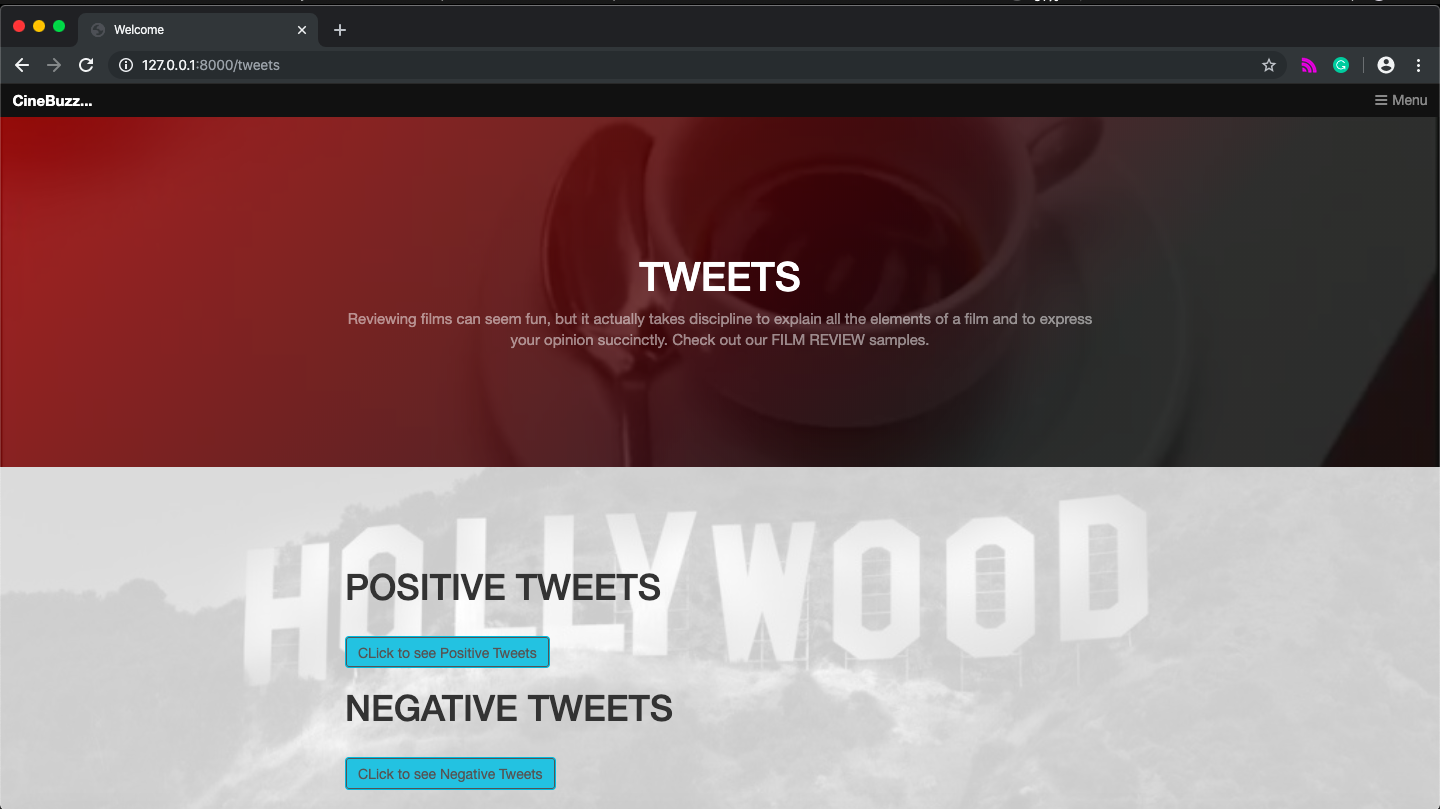 Welcome
127.0.0.1:8000/tweets
CineBuzz...
Menu
TWEETS
Reviewing films can seem fun, but it actually takes discipline to explain all the elements of a film and to express
your opinion succinctly. Check out our FILM REVIEW samples.
HOLLYWOOD
POSITIVE TWEETS
CLick to see Positive Tweets
NEGATIVE TWEETS
CLick to see Negative Tweets